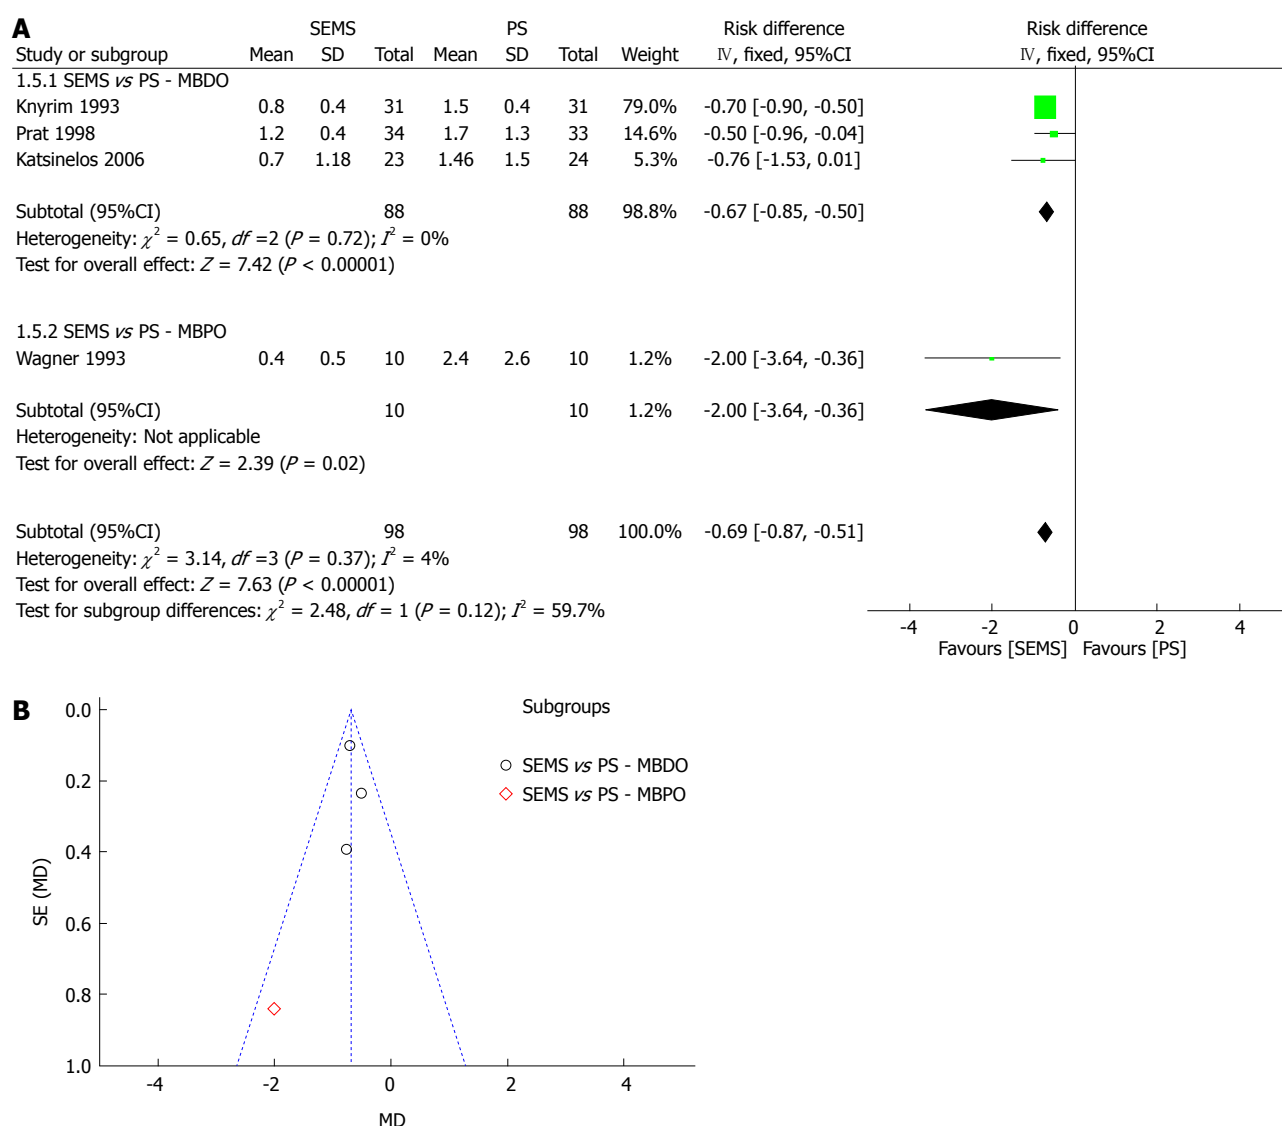 A
SEMS PS Risk difference Risk difference
Study or subgroup Mean SD Total Mean SD Total Weight Ⅳ, fixed, 95%CI Ⅳ, fixed, 95%CI
1.5.1 SEMS vs PS - MBDO
Knyrim 1993 0.8 0.4 31 1.5 0.4 31 79.0% -0.70 [-0.90, -0.50]
Prat 1998 1.2 0.4 34 1.7 1.3 33 14.6% -0.50 [-0.96, -0.04]
Katsinelos 2006 0.7 1.18 23 1.46 1.5 24 5.3% -0.76 [-1.53, 0.01]
Subtotal (95%CI) 88 88 98.8% -0.67 [-0.85, -0.50]
Heterogeneity: χ² = 0.65, df =2 (P = 0.72); I² = 0%
Test for overall effect: Z = 7.42 (P < 0.00001)
1.5.2 SEMS vs PS - MBPO
Wagner 1993 0.4 0.5 10 2.4 2.6 10 1.2% -2.00 [-3.64, -0.36]
Subtotal (95%CI) 10 10 1.2% -2.00 [-3.64, -0.36]
Heterogeneity: Not applicable
Test for overall effect: Z = 2.39 (P = 0.02)
Subtotal (95%CI) 98 98 100.0% -0.69 [-0.87, -0.51]
Heterogeneity: χ² = 3.14, df =3 (P = 0.37); I² = 4%
Test for overall effect: Z = 7.63 (P < 0.00001)
Test for subgroup differences: χ² = 2.48, df = 1 (P = 0.12); I² = 59.7%
-4 -2 0 2 4
Favours [SEMS] Favours [PS]
B
Subgroups
SEMS vs PS - MBDO
SEMS vs PS - MBPO
SE (MD)
0.0
0.2
0.4
0.6
0.8
1.0
-4 -2 0 2 4
MD